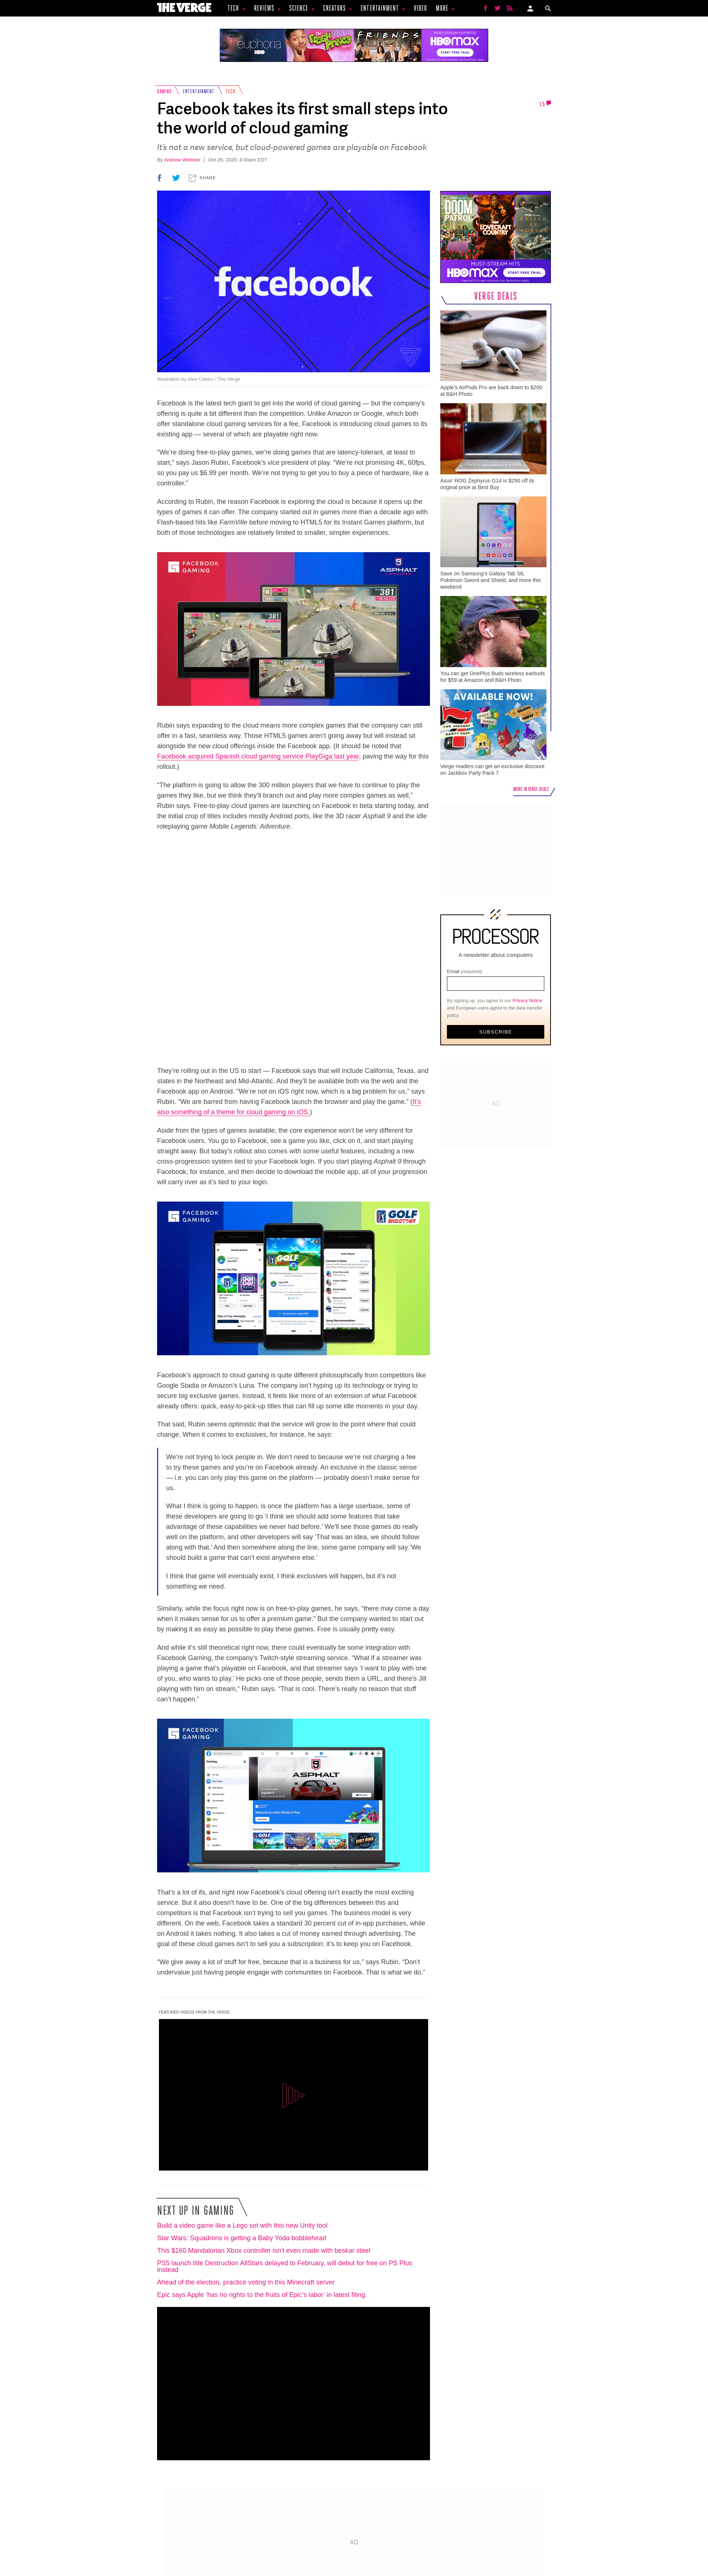 THE VERGE
TECH REVIEWS SCIENCE CREATORS ENTERTAINMENT VIDEO MORE
euphoria HBO
FRESH PRINCE
FRIENDS
HBOMAX
START FREE TRIAL
GAMING ENTERTAINMENT TECH
Facebook takes its first small steps into
the world of cloud gaming
15
It's not a new service, but cloud-powered games are playable on Facebook
By Andrew Webster | Oct 26, 2020, 8:00am EDT
SHARE
facebook
Illustration by Alex Castro / The Verge
Facebook is the latest tech giant to get into the world of cloud gaming — but the company's
offering is quite a bit different than the competition. Unlike Amazon or Google, which both
offer standalone cloud gaming services for a fee, Facebook is introducing cloud games to its
existing app — several of which are playable right now.
“We're doing free-to-play games, we're doing games that are latency-tolerant, at least to
start,” says Jason Rubin, Facebook's vice president of play. “We're not promising 4K, 60fps,
so you pay us $6.99 per month. We're not trying to get you to buy a piece of hardware, like a
controller.”
According to Rubin, the reason Facebook is exploring the cloud is because it opens up the
types of games it can offer. The company started out in games more than a decade ago with
Flash-based hits like FarmVille before moving to HTML5 for its Instant Games platform, but
both of those technologies are relatively limited to smaller, simpler experiences.
FACEBOOK
GAMING
ASPHALT
381
381
Rubin says expanding to the cloud means more complex games that the company can still
offer in a fast, seamless way. Those HTML5 games aren't going away but will instead sit
alongside the new cloud offerings inside the Facebook app. (It should be noted that
Facebook acquired Spanish cloud gaming service PlayGiga last year, paving the way for this
rollout.)
“The platform is going to allow the 300 million players that we have to continue to play the
games they like, but we think they'll branch out and play more complex games as well,”
Rubin says. Free-to-play cloud games are launching on Facebook in beta starting today, and
the initial crop of titles includes mostly Android ports, like the 3D racer Asphalt 9 and the idle
roleplaying game Mobile Legends: Adventure.
They're rolling out in the US to start — Facebook says that will include California, Texas, and
states in the Northeast and Mid-Atlantic. And they'll be available both via the web and the
Facebook app on Android. “We're not on iOS right now, which is a big problem for us,” says
Rubin. “We are barred from having Facebook launch the browser and play the game.” (It's
also something of a theme for cloud gaming on iOS.)
Aside from the types of games available, the core experience won't be very different for
Facebook users. You go to Facebook, see a game you like, click on it, and start playing
straight away. But today's rollout also comes with some useful features, including a new
cross-progression system tied to your Facebook login. If you start playing Asphalt 9 through
Facebook, for instance, and then decide to download the mobile app, all of your progression
will carry over as it's tied to your login.
FACEBOOK
GAMING
GOLF
SHOOTOUT
GOLF
Facebook's approach to cloud gaming is quite different philosophically from competitors like
Google Stadia or Amazon's Luna. The company isn't hyping up its technology or trying to
secure big exclusive games. Instead, it feels like more of an extension of what Facebook
already offers: quick, easy-to-pick-up titles that can fill up some idle moments in your day.
That said, Rubin seems optimistic that the service will grow to the point where that could
change. When it comes to exclusives, for instance, he says:
We're not trying to lock people in. We don't need to because we're not charging a fee
to try these games and you're on Facebook already. An exclusive in the classic sense
— i.e. you can only play this game on the platform — probably doesn't make sense for
us.
What I think is going to happen, is once the platform has a large userbase, some of
these developers are going to go ‘I think we should add some features that take
advantage of these capabilities we never had before.’ We'll see those games do really
well on the platform, and other developers will say ‘That was an idea, we should follow
along with that.’ And then somewhere along the line, some game company will say ‘We
should build a game that can't exist anywhere else.’
I think that game will eventually exist. I think exclusives will happen, but it's not
something we need.
Similarly, while the focus right now is on free-to-play games, he says, “there may come a day
when it makes sense for us to offer a premium game.” But the company wanted to start out
by making it as easy as possible to play these games. Free is usually pretty easy.
And while it's still theoretical right now, there could eventually be some integration with
Facebook Gaming, the company's Twitch-style streaming service. “What if a streamer was
playing a game that's playable on Facebook, and that streamer says ‘I want to play with one
of you, who wants to play.’ He picks one of those people, sends them a URL, and there's Jill
playing with him on stream,” Rubin says. “That is cool. There's really no reason that stuff
can't happen.”
FACEBOOK
GAMING
ASPHALT
That's a lot of ifs, and right now Facebook's cloud offering isn't exactly the most exciting
service. But it also doesn't have to be. One of the big differences between this and
competitors is that Facebook isn't trying to sell you games. The business model is very
different. On the web, Facebook takes a standard 30 percent cut of in-app purchases, while
on Android it takes nothing. It also takes a cut of money earned through advertising. The
goal of these cloud games isn't to sell you a subscription: it's to keep you on Facebook.
“We give away a lot of stuff for free, because that is a business for us,” says Rubin. “Don't
undervalue just having people engage with communities on Facebook. That is what we do.”
FEATURED VIDEOS FROM THE VERGE
NEXT UP IN GAMING
Build a video game like a Lego set with this new Unity tool
Star Wars: Squadrons is getting a Baby Yoda bobblehead
This $160 Mandalorian Xbox controller isn't even made with beskar steel
PS5 launch title Destruction AllStars delayed to February, will debut for free on PS Plus
instead
Ahead of the election, practice voting in this Minecraft server
Epic says Apple ‘has no rights to the fruits of Epic's labor’ in latest filing
AD
DOOM
PATROL
LOVECRAFT
COUNTRY
MUST-STREAM HITS
HBOMAX START FREE TRIAL
VERGE DEALS
Apple's AirPods Pro are back down to $200
at B&H Photo
Asus' ROG Zephyrus G14 is $250 off its
original price at Best Buy
Save on Samsung's Galaxy Tab S6,
Pokémon Sword and Shield, and more this
weekend
You can get OnePlus Buds wireless earbuds
for $59 at Amazon and B&H Photo
AVAILABLE NOW!
Verge readers can get an exclusive discount
on Jackbox Party Pack 7
MORE IN VERGE DEALS
PROCESSOR
A newsletter about computers
Email (required)
By signing up, you agree to our Privacy Notice
and European users agree to the data transfer
policy.
SUBSCRIBE
AD